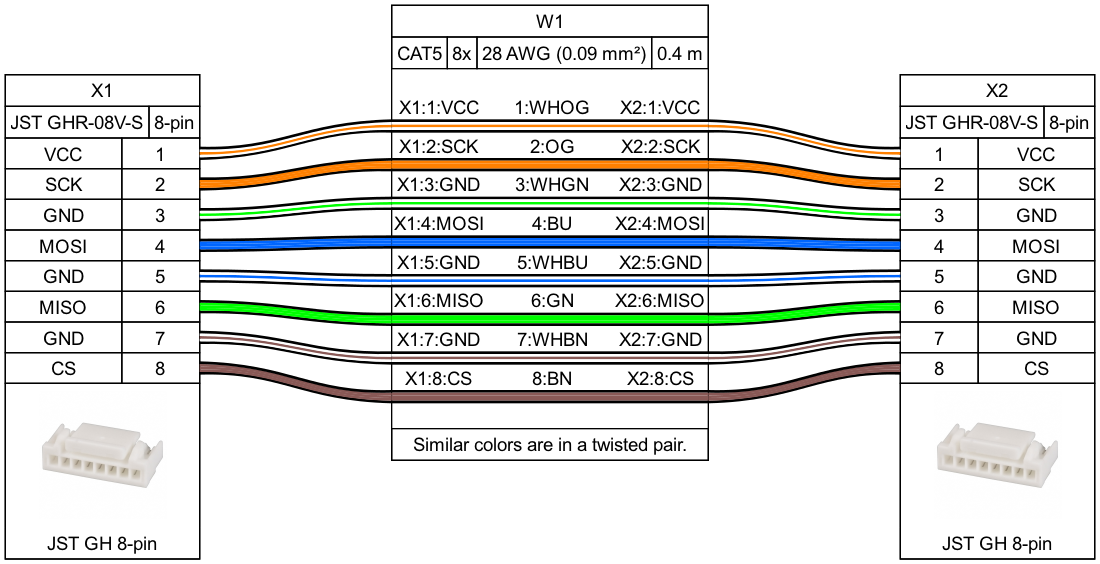 W1
CAT5 8x 28 AWG (0.09 mm²) 0.4 m
X1
JST GHR-08V-S 8-pin
VCC 1
SCK 2
GND 3
MOSI 4
GND 5
MISO 6
GND 7
CS 8
JST GH 8-pin
X1:1:VCC 1:WHOG X2:1:VCC
X1:2:SCK 2:OG X2:2:SCK
X1:3:GND 3:WHGN X2:3:GND
X1:4:MOSI 4:BU X2:4:MOSI
X1:5:GND 5:WHBU X2:5:GND
X1:6:MISO 6:GN X2:6:MISO
X1:7:GND 7:WHBN X2:7:GND
X1:8:CS 8:BN X2:8:CS
Similar colors are in a twisted pair.
X2
JST GHR-08V-S 8-pin
1 VCC
2 SCK
3 GND
4 MOSI
5 GND
6 MISO
7 GND
8 CS
JST GH 8-pin